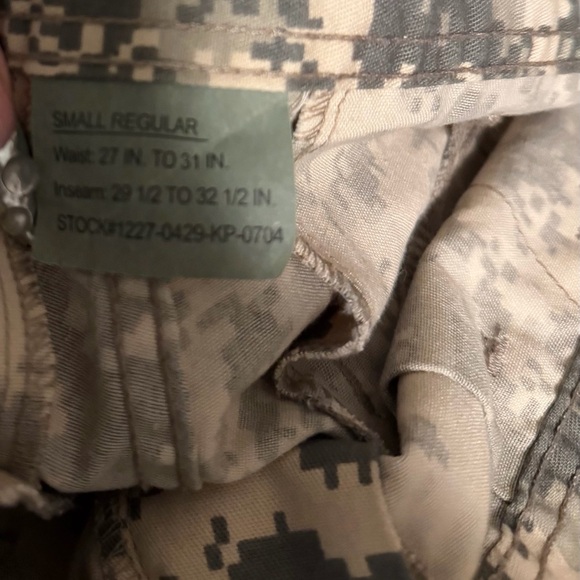 SMALL REGULAR
Waist: 27 IN. TO 31 IN.
Inseam: 29 1/2 TO 32 1/2 IN.
STOCK#1227-0429-KP-0704